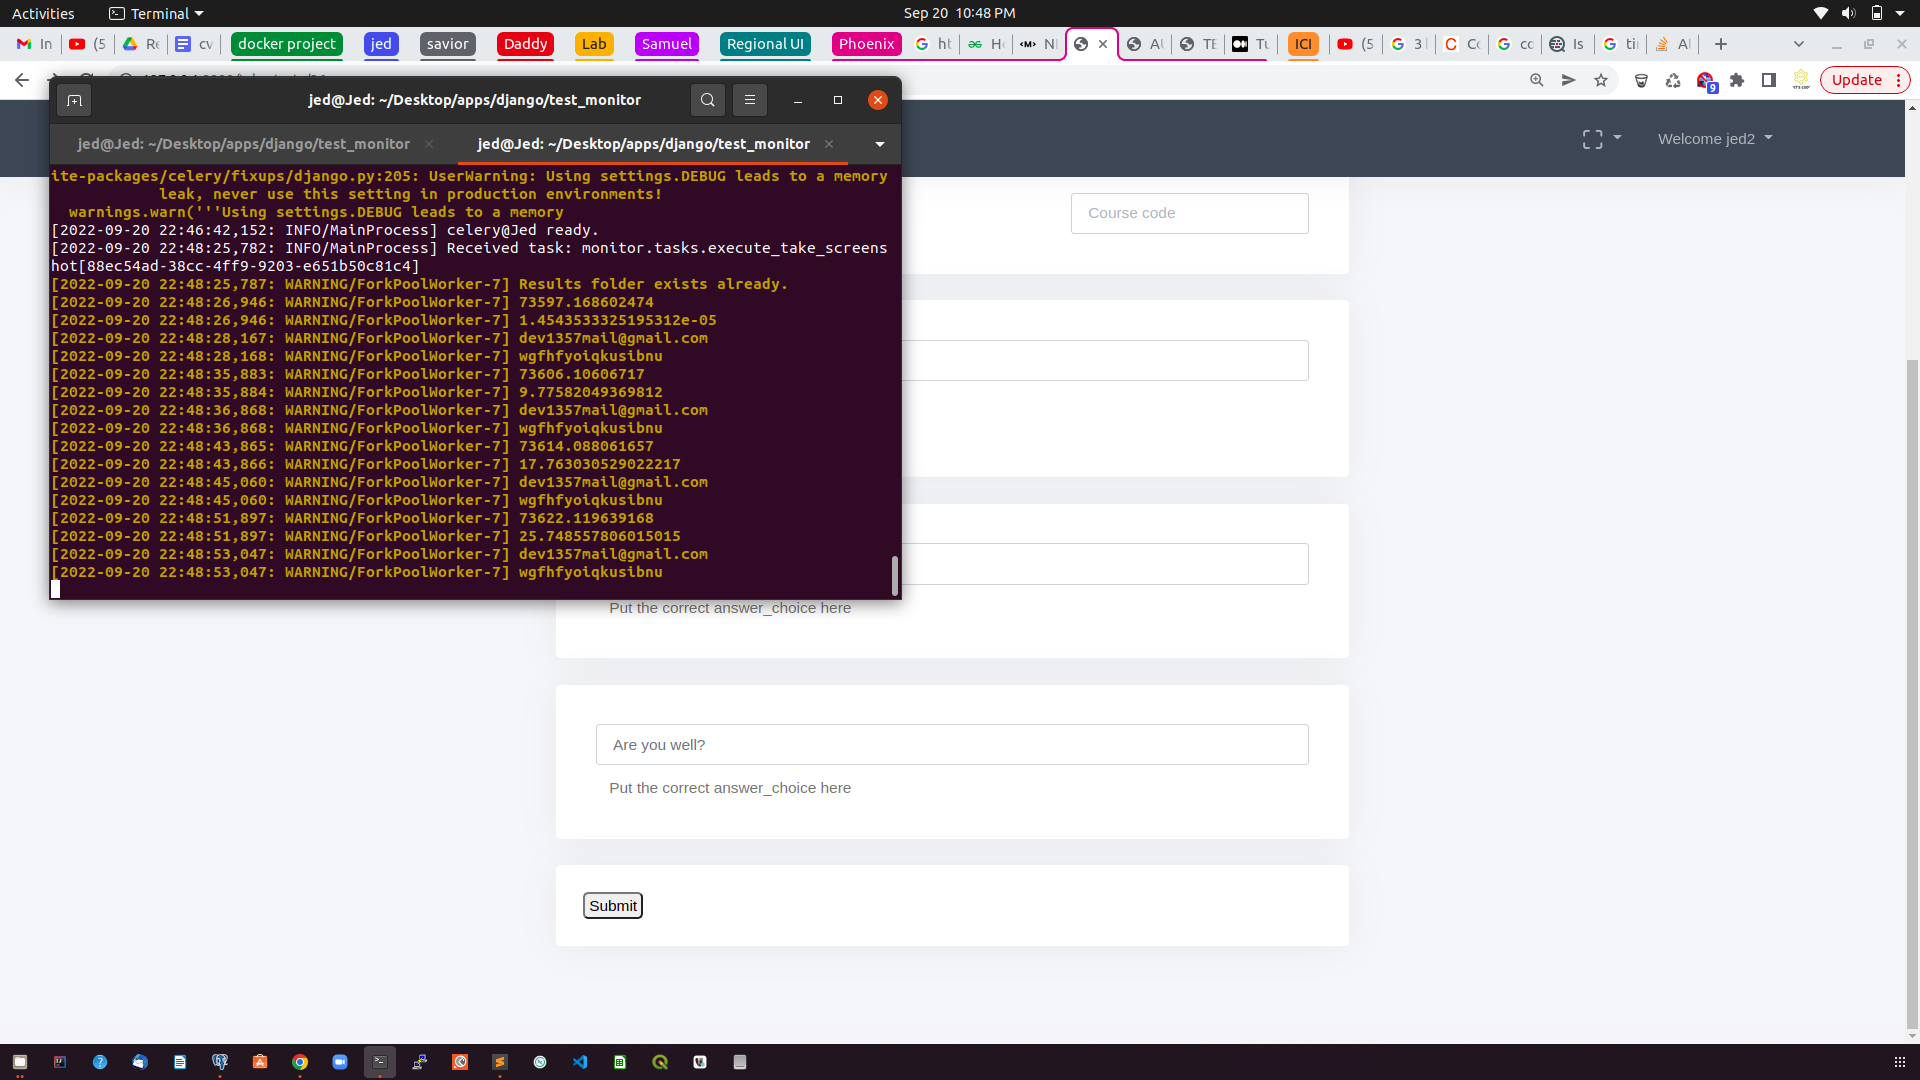 Activities
Terminal
Sep 20 10:48 PM
In
(5
Re
cv
docker project
jed
savior
Daddy
Lab
Samuel
Regional UI
Phoenix
ht
Ho
TE
Tu
ICI
(5
3
Co
co
Is
ti
Al
Update
9
jed@Jed: ~/Desktop/apps/django/test_monitor
jed@Jed: ~/Desktop/apps/django/test_monitor
jed@Jed: ~/Desktop/apps/django/test_monitor
Welcome jed2
ite-packages/celery/fixups/django.py:205: UserWarning: Using settings.DEBUG leads to a memory
leak, never use this setting in production environments!
warnings.warn('''Using settings.DEBUG leads to a memory
[2022-09-20 22:46:42,152: INFO/MainProcess] celery@Jed ready.
[2022-09-20 22:48:25,782: INFO/MainProcess] Received task: monitor.tasks.execute_take_screens
hot[88ec54ad-38cc-4ff9-9203-e651b50c81c4]
[2022-09-20 22:48:25,787: WARNING/ForkPoolWorker-7] Results folder exists already.
[2022-09-20 22:48:26,946: WARNING/ForkPoolWorker-7] 73597.168602474
[2022-09-20 22:48:26,946: WARNING/ForkPoolWorker-7] 1.4543533325195312e-05
[2022-09-20 22:48:28,167: WARNING/ForkPoolWorker-7] dev1357mail@gmail.com
[2022-09-20 22:48:28,168: WARNING/ForkPoolWorker-7] wgfhfyoiqkusibnu
[2022-09-20 22:48:35,883: WARNING/ForkPoolWorker-7] 73606.10606717
[2022-09-20 22:48:35,884: WARNING/ForkPoolWorker-7] 9.77582049369812
[2022-09-20 22:48:36,868: WARNING/ForkPoolWorker-7] dev1357mail@gmail.com
[2022-09-20 22:48:36,868: WARNING/ForkPoolWorker-7] wgfhfyoiqkusibnu
[2022-09-20 22:48:43,865: WARNING/ForkPoolWorker-7] 73614.088061657
[2022-09-20 22:48:43,866: WARNING/ForkPoolWorker-7] 17.763030529022217
[2022-09-20 22:48:45,060: WARNING/ForkPoolWorker-7] dev1357mail@gmail.com
[2022-09-20 22:48:45,060: WARNING/ForkPoolWorker-7] wgfhfyoiqkusibnu
[2022-09-20 22:48:51,897: WARNING/ForkPoolWorker-7] 73622.119639168
[2022-09-20 22:48:51,897: WARNING/ForkPoolWorker-7] 25.748557806015015
[2022-09-20 22:48:53,047: WARNING/ForkPoolWorker-7] dev1357mail@gmail.com
[2022-09-20 22:48:53,047: WARNING/ForkPoolWorker-7] wgfhfyoiqkusibnu
Course code
Put the correct answer_choice here
Are you well?
Put the correct answer_choice here
Submit